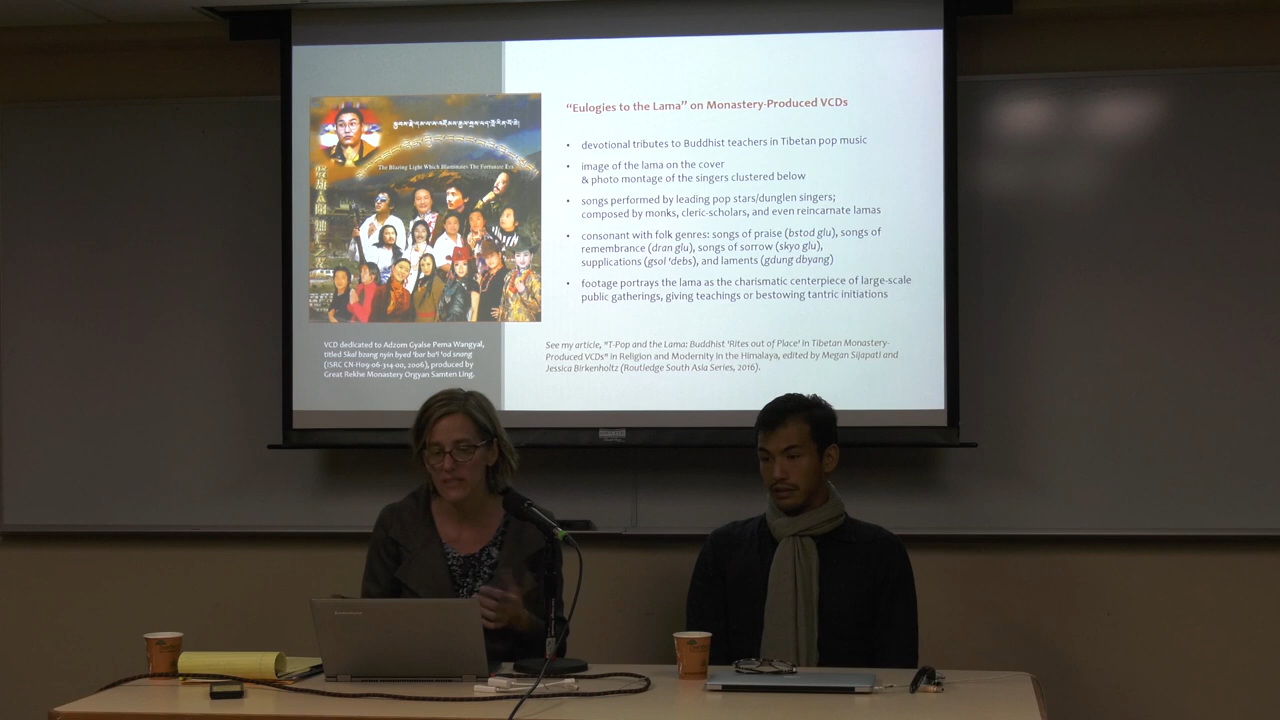 "Eulogies to the Lama" on Monastery-Produced VCDs
• devotional tributes to Buddhist teachers in Tibetan pop music
• image of the lama on the cover
& photo montage of the singers clustered below
• songs performed by leading pop stars/dunglen singers;
composed by monks, cleric-scholars, and even reincarnate lamas
• consonant with folk genres: songs of praise (bstod glu), songs of
remembrance (dran glu), songs of sorrow (skyo glu),
supplications (gsol 'debs), and laments (gdung dbyang)
• footage portrays the lama as the charismatic centerpiece of large-scale
public gatherings, giving teachings or bestowing tantric initiations
See my article, "T-Pop and the Lama: Buddhist 'Rites out of Place' in Tibetan Monastery-
Produced VCDs" in Religion and Modernity in the Himalaya, edited by Megan Sijapati and
Jessica Birkenholtz (Routledge South Asia Series, 2016).
The Blazing Light Which Illuminates The Fortunate Eon
VCD dedicated to Adzom Gyalse Pema Wangyal,
titled Skal bzang nyin byed 'bar ba'i 'od snang
(ISRC CN-H09-06-314-00, 2006), produced by
Great Rekhe Monastery Orgyan Samten Ling.